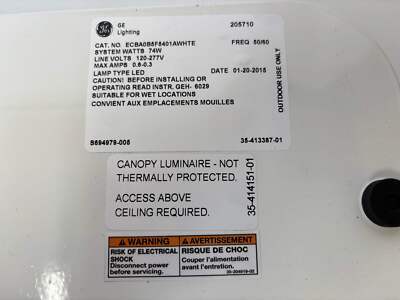 GE
Lighting
205710
CAT. NO. ECBA0B5F5401AWHTE
FREQ 50/60
SYSTEM WATTS 74W
LINE VOLTS 120-277V
MAX AMPS 0.6-0.3
LAMP TYPE LED
DATE 01-20-2015
CAUTION! BEFORE INSTALLING OR
OPERATING READ INSTR. GEH- 6029
SUITABLE FOR WET LOCATIONS
CONVIENT AUX EMPLACEMENTS MOUILLES
OUTDOOR USE ONLY
S694979-005
35-413387-01
CANOPY LUMINAIRE - NOT
THERMALLY PROTECTED.
ACCESS ABOVE
CEILING REQUIRED.
35-414151-01
WARNING
RISK OF ELECTRICAL
SHOCK
Disconnect power
before servicing.
AVERTISSEMENT
RISQUE DE CHOC
Couper l'alimentation
avant l'entretien.